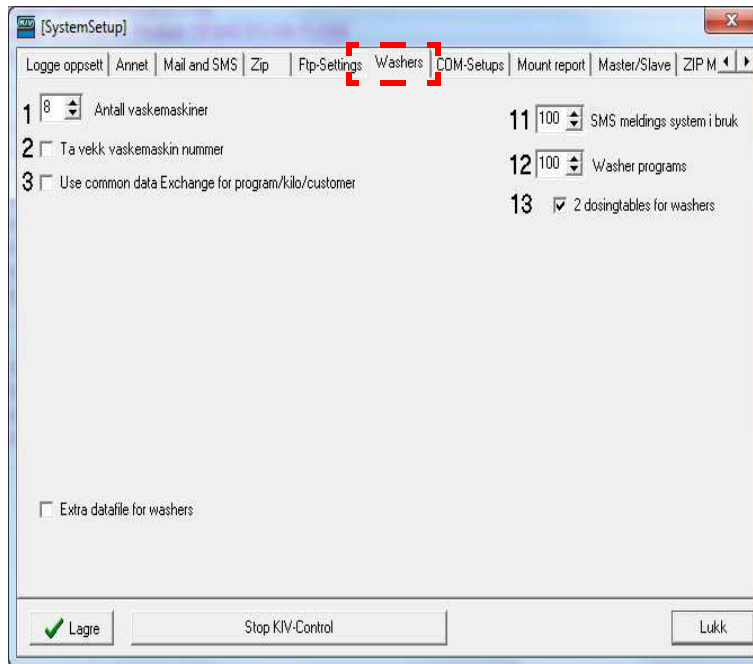 KIV [SystemSetup] X
Logge oppsett Annet Mail and SMS Zip Ftp-Settings Washers COM-Setups Mount report Master/Slave ZIP M
1 8 Antall vaskemaskiner
2 Ta vekk vaskemaskin nummer
3 Use common data Exchange for program/kilo/customer
11 100 SMS meldings system i bruk
12 100 Washer programs
13 2 dosingtables for washers
Extra datafile for washers
Lagre Stop KIV-Control Lukk